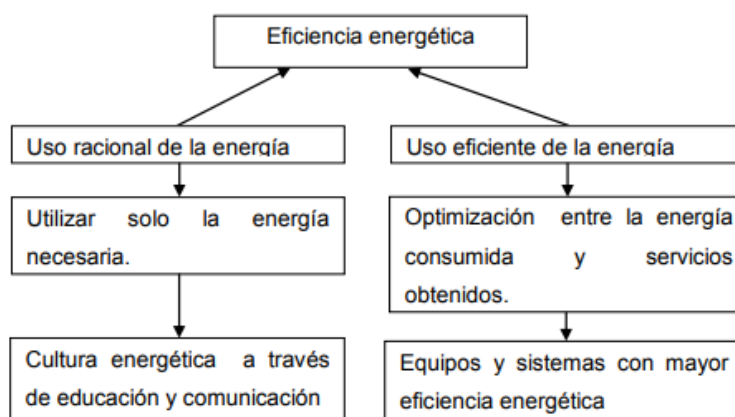 Eficiencia energética
Uso racional de la energía
Uso eficiente de la energía
Utilizar solo la energía
necesaria.
Optimización entre la energía
consumida y servicios
obtenidos.
Cultura energética a través
de educación y comunicación
Equipos y sistemas con mayor
eficiencia energética